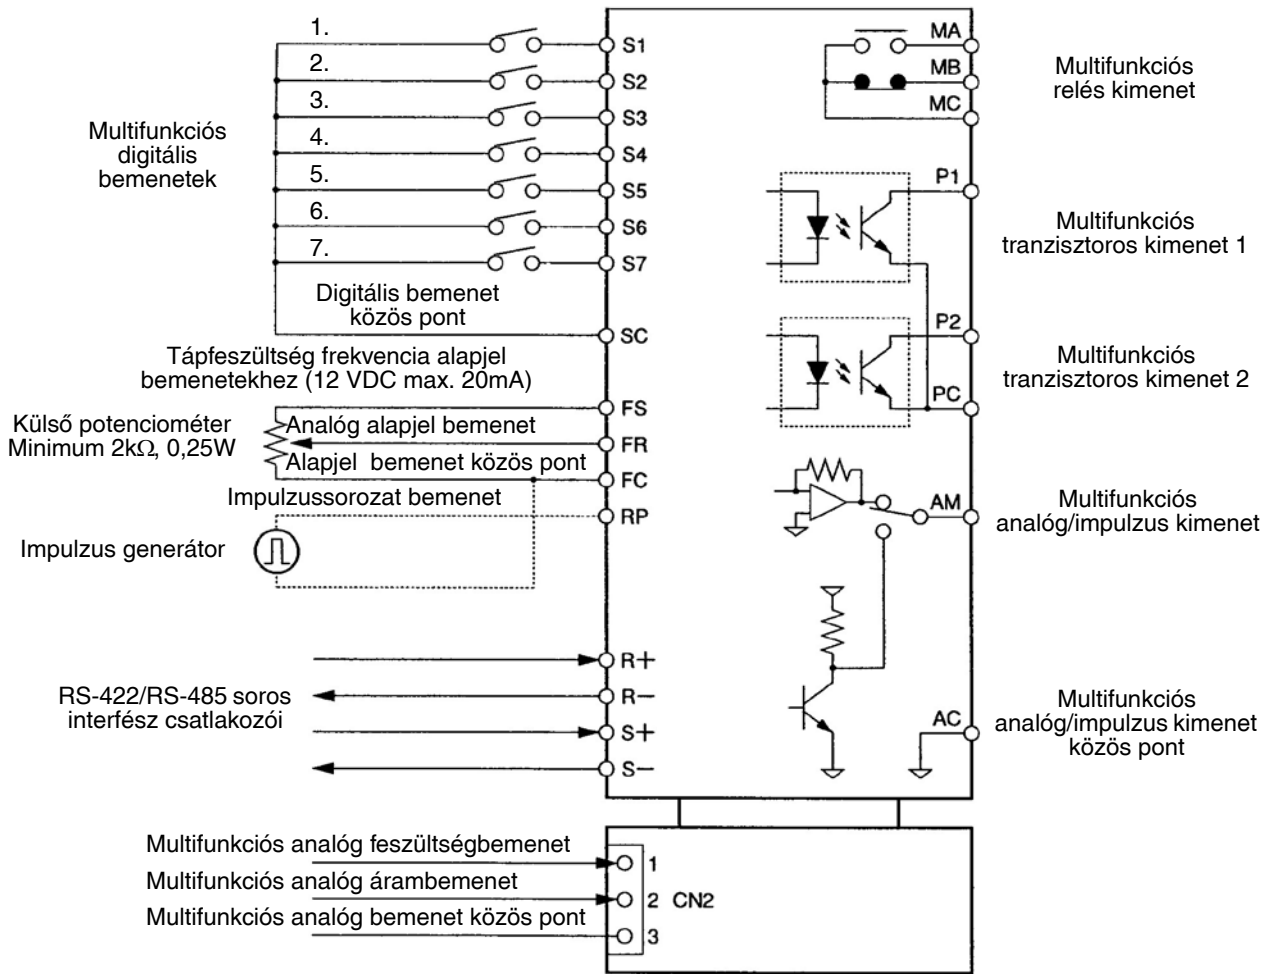 1.
S1
2.
S2
3.
S3
Multifunkciós
digitális
bemenetek
4.
S4
5.
S5
6.
S6
7.
S7
Digitális bemenet
közös pont
SC
Tápfeszültség frekvencia alapjel
bemenetekhez (12 VDC max. 20mA)
FS
Külső potenciométer
Minimum 2kΩ, 0,25W
Analóg alapjel bemenet
FR
Alapjel bemenet közös pont
FC
Impulzussorozat bemenet
RP
Impulzus generátor
R+
RS-422/RS-485 soros
interfész csatlakozói
R−
S+
S−
MA
MB
MC
Multifunkciós
relés kimenet
P1
Multifunkciós
tranzisztoros kimenet 1
P2
Multifunkciós
tranzisztoros kimenet 2
PC
AM
Multifunkciós
analóg/impulzus kimenet
AC
Multifunkciós
analóg/impulzus kimenet
közös pont
Multifunkciós analóg feszültségbemenet
1
Multifunkciós analóg árambemenet
2 CN2
Multifunkciós analóg bemenet közös pont
3